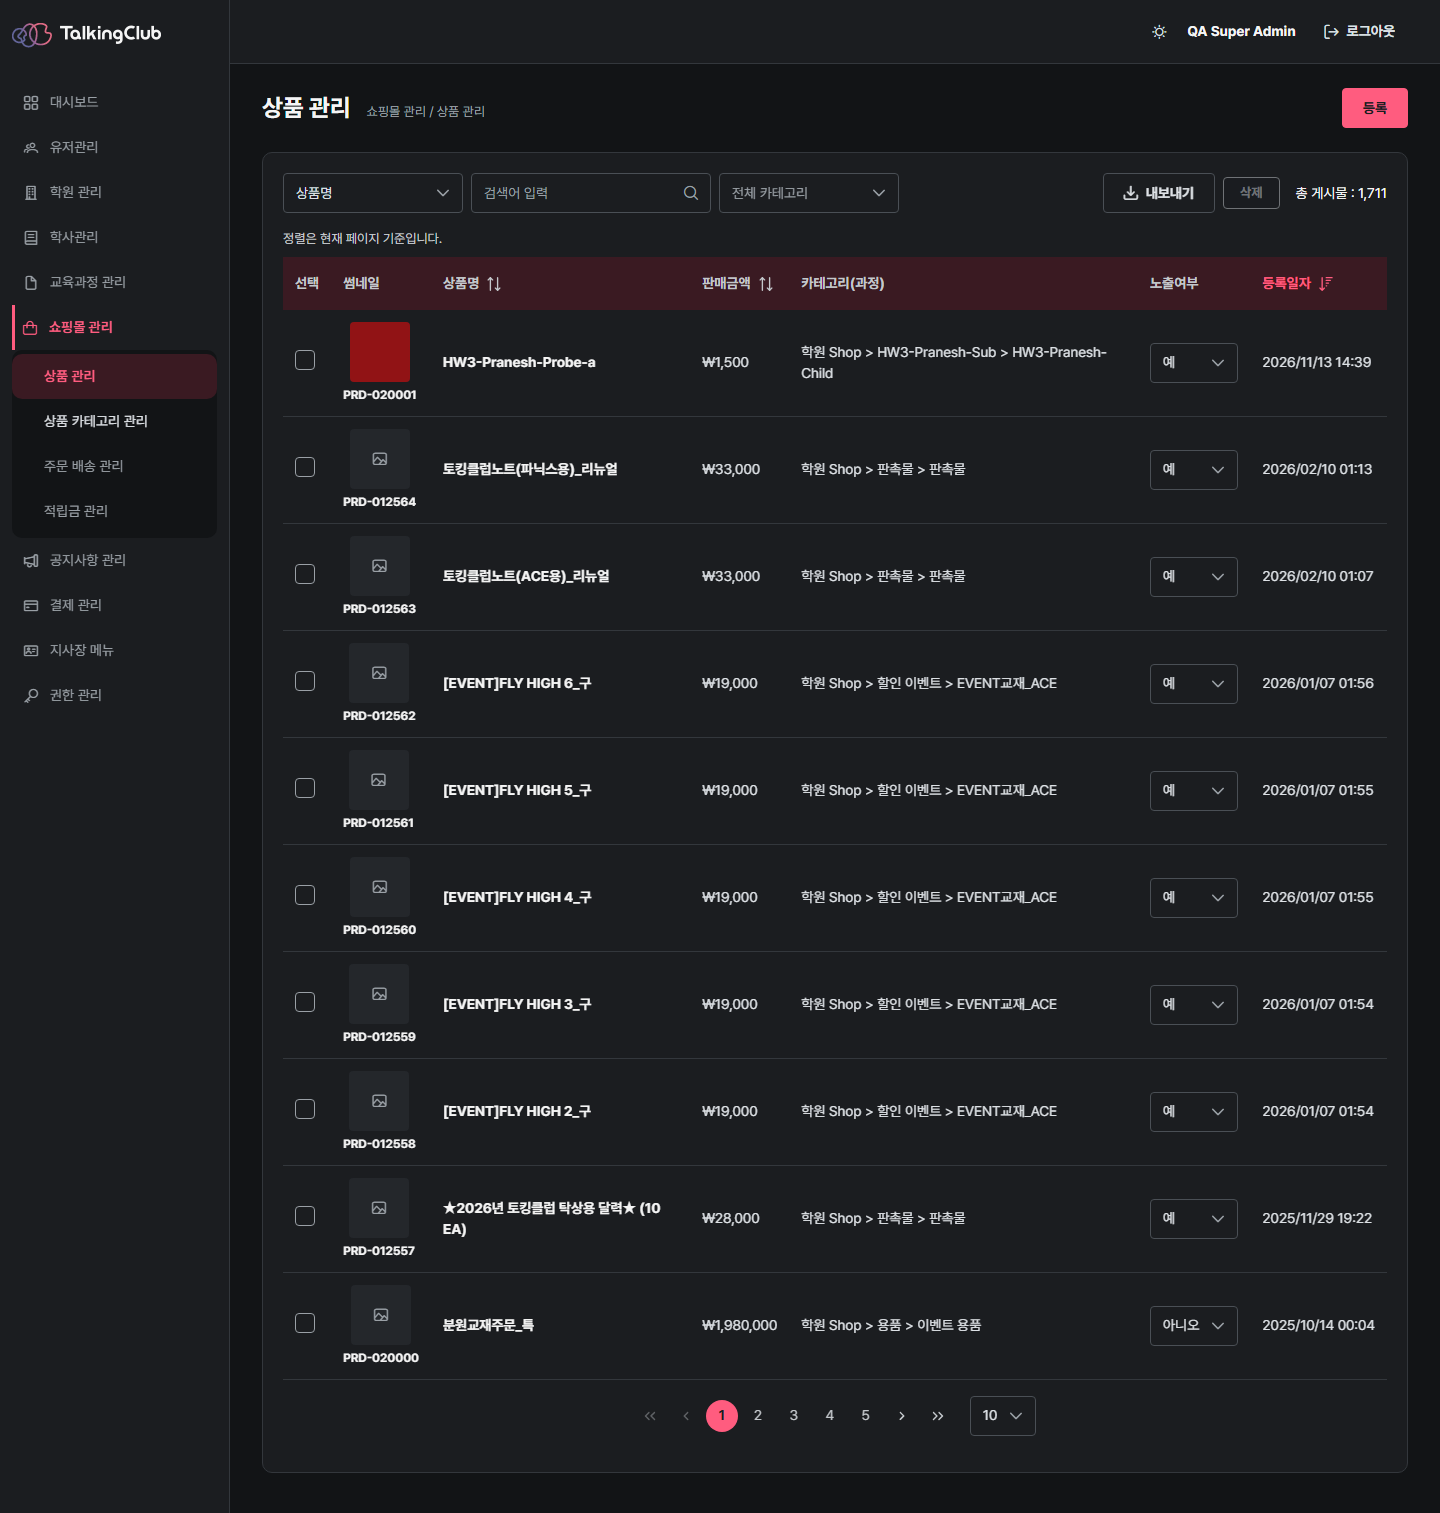 TalkingClub
QA Super Admin
로그아웃
대시보드
유저관리
학원 관리
학사관리
교육과정 관리
쇼핑몰 관리
상품 관리
상품 카테고리 관리
주문 배송 관리
적립금 관리
공지사항 관리
결제 관리
지사장 메뉴
권한 관리
상품 관리 쇼핑몰 관리 / 상품 관리
등록
상품명 검색어 입력 전체 카테고리 내보내기 삭제 총 게시물 : 1,711
정렬은 현재 페이지 기준입니다.
선택 썸네일 상품명 판매금액 카테고리(과정) 노출여부 등록일자
HW3-Pranesh-Probe-a ₩1,500 학원 Shop > HW3-Pranesh-Sub > HW3-Pranesh-
Child 예 2026/11/13 14:39
PRD-020001
토킹클럽노트(파닉스용)_리뉴얼 ₩33,000 학원 Shop > 판촉물 > 판촉물 예 2026/02/10 01:13
PRD-012564
토킹클럽노트(ACE용)_리뉴얼 ₩33,000 학원 Shop > 판촉물 > 판촉물 예 2026/02/10 01:07
PRD-012563
[EVENT]FLY HIGH 6_구 ₩19,000 학원 Shop > 할인 이벤트 > EVENT교재_ACE 예 2026/01/07 01:56
PRD-012562
[EVENT]FLY HIGH 5_구 ₩19,000 학원 Shop > 할인 이벤트 > EVENT교재_ACE 예 2026/01/07 01:55
PRD-012561
[EVENT]FLY HIGH 4_구 ₩19,000 학원 Shop > 할인 이벤트 > EVENT교재_ACE 예 2026/01/07 01:55
PRD-012560
[EVENT]FLY HIGH 3_구 ₩19,000 학원 Shop > 할인 이벤트 > EVENT교재_ACE 예 2026/01/07 01:54
PRD-012559
[EVENT]FLY HIGH 2_구 ₩19,000 학원 Shop > 할인 이벤트 > EVENT교재_ACE 예 2026/01/07 01:54
PRD-012558
★2026년 토킹클럽 탁상용 달력★ (10
EA) ₩28,000 학원 Shop > 판촉물 > 판촉물 예 2025/11/29 19:22
PRD-012557
분원교재주문_특 ₩1,980,000 학원 Shop > 용품 > 이벤트 용품 아니오 2025/10/14 00:04
PRD-020000
« ‹ 1 2 3 4 5 › » 10